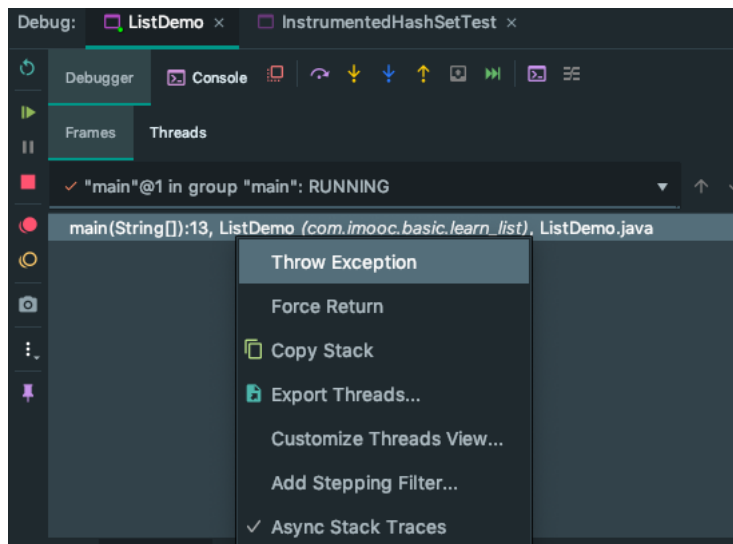 Debug: ListDemo × InstrumentedHashSetTest ×
Debugger Console
Frames Threads
"main"@1 in group "main": RUNNING
main(String[]):13, ListDemo (com.imooc.basic.learn_list), ListDemo.java
Throw Exception
Force Return
Copy Stack
Export Threads...
Customize Threads View...
Add Stepping Filter...
Async Stack Traces